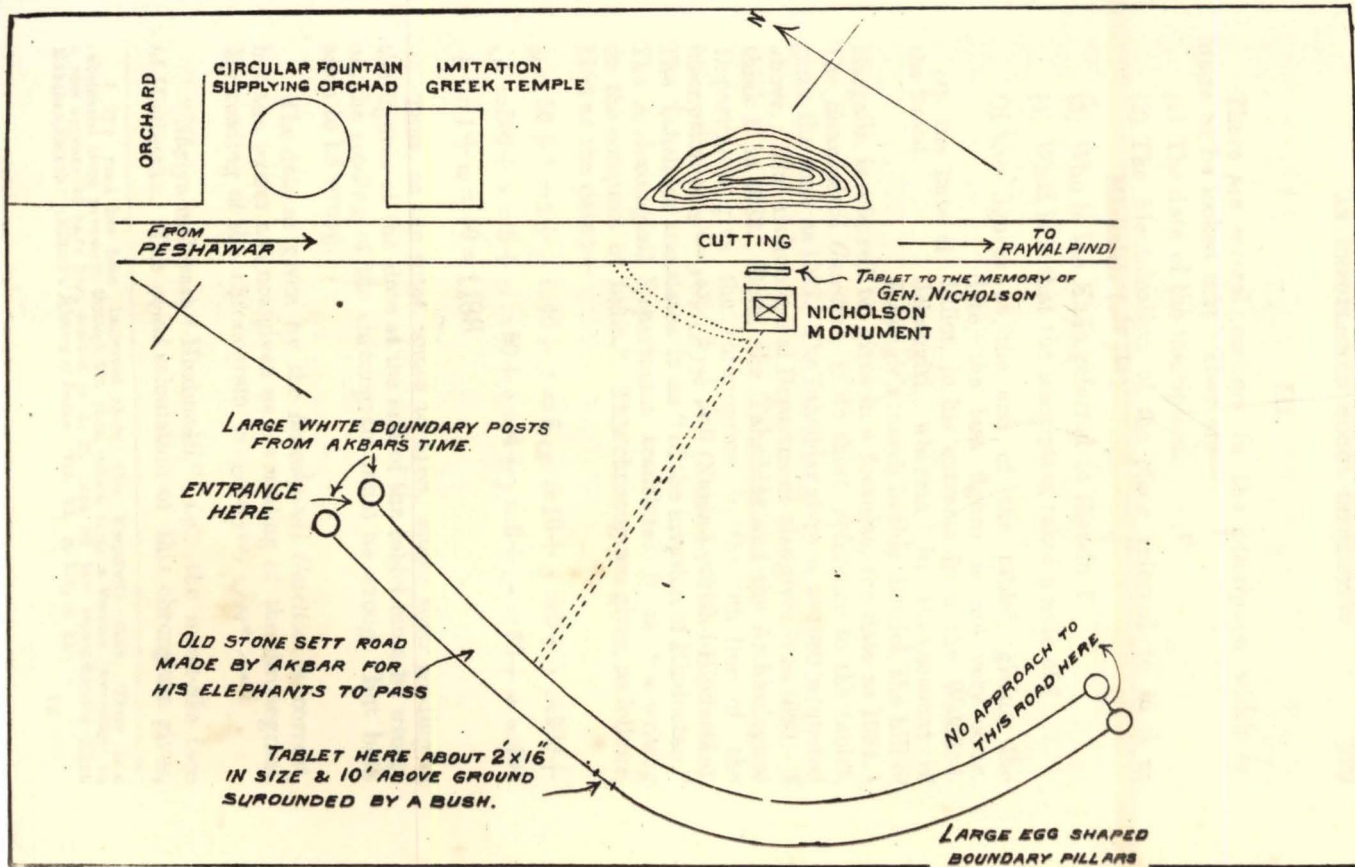 N
ORCHARD
CIRCULAR FOUNTAIN
SUPPLYING ORCHAD
IMITATION
GREEK TEMPLE
FROM
PESHAWAR
CUTTING
TO
RAWALPINDI
TABLET TO THE MEMORY OF
GEN. NICHOLSON
NICHOLSON
MONUMENT
LARGE WHITE BOUNDARY POSTS
FROM AKBAR'S TIME.
ENTRANCE
HERE
OLD STONE SETT ROAD
MADE BY AKBAR FOR
HIS ELEPHANTS TO PASS
NO APPROACH TO
THIS ROAD HERE
TABLET HERE ABOUT 2'x16"
IN SIZE & 10' ABOVE GROUND
SUROUNDED BY A BUSH.
LARGE EGG SHAPED
BOUNDARY PILLARS